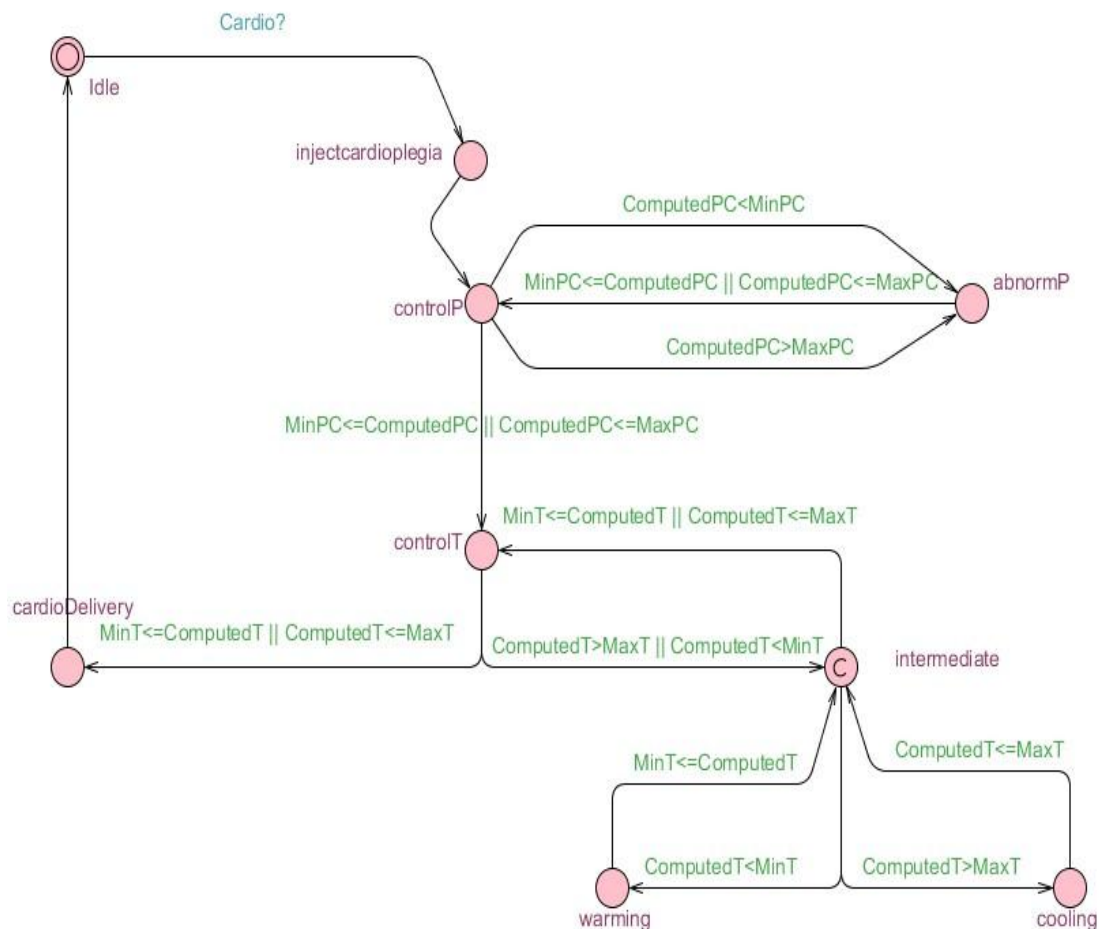 Cardio?
Idle
injectcardioplegia
ComputedPC<MinPC
MinPC<=ComputedPC || ComputedPC<=MaxPC
abnormP
controlP
ComputedPC>MaxPC
MinPC<=ComputedPC || ComputedPC<=MaxPC
MinT<=ComputedT || ComputedT<=MaxT
controlT
cardioDelivery
MinT<=ComputedT || ComputedT<=MaxT
ComputedT>MaxT || ComputedT<MinT
C
intermediate
MinT<=ComputedT
ComputedT<=MaxT
ComputedT<MinT
ComputedT>MaxT
warming
cooling